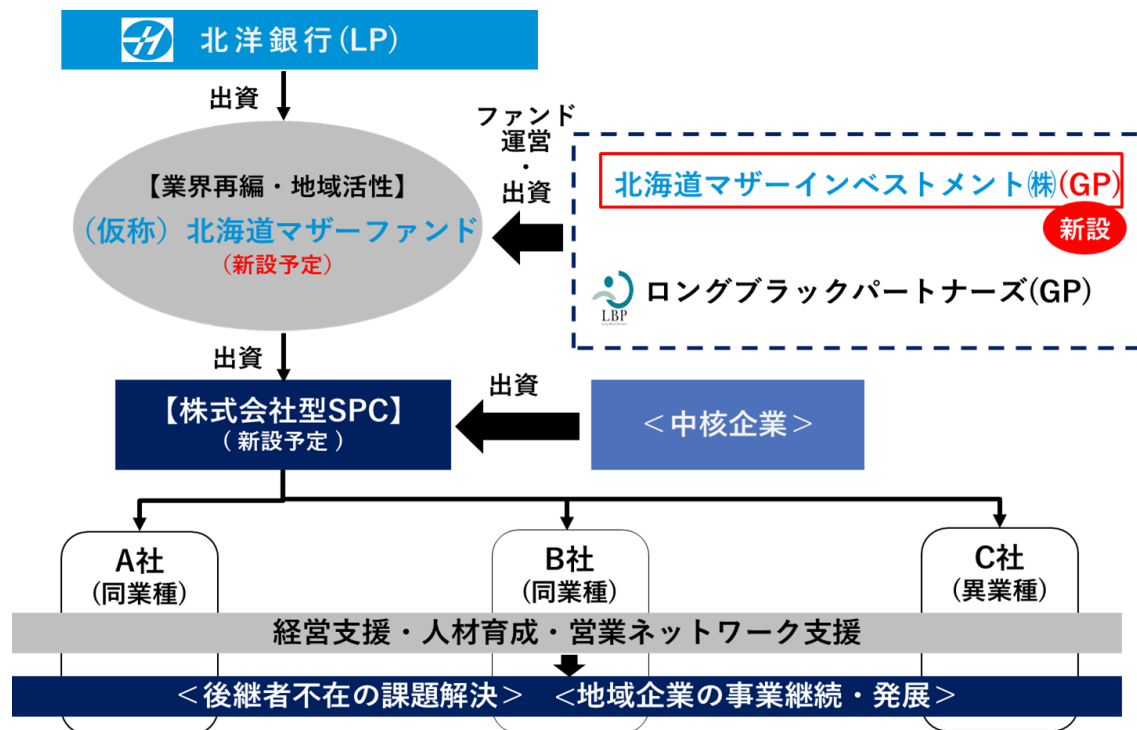 北洋銀行(LP)
出資
ファンド
運営
・
出資
【業界再編・地域活性】
（仮称）北海道マザーファンド
（新設予定）
北海道マザーインベストメント㈱(GP)
新設
LBP
ロングブラックパートナーズ(GP)
出資
【株式会社型SPC】
（新設予定）
出資
＜中核企業＞
A社
(同業種)
B社
(同業種)
C社
(異業種)
経営支援・人材育成・営業ネットワーク支援
＜後継者不在の課題解決＞ ＜地域企業の事業継続・発展＞